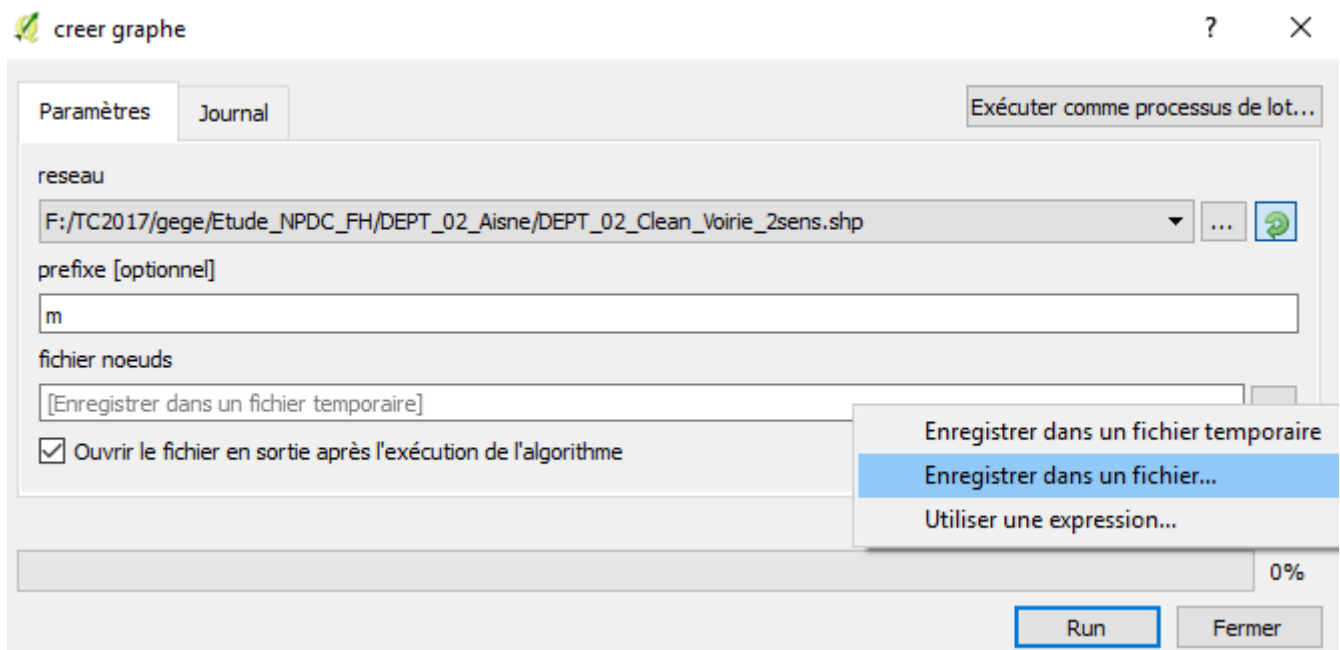 creer graphe
?
Paramètres
Journal
Exécuter comme processus de lot...
reseau
F:/TC2017/gege/Etude_NPDC_FH/DEPT_02_Aisne/DEPT_02_Clean_Voirie_2sens.shp
...
prefixe [optionnel]
m
fichier noeuds
[Enregistrer dans un fichier temporaire]
Ouvrir le fichier en sortie après l'exécution de l'algorithme
Enregistrer dans un fichier temporaire
Enregistrer dans un fichier...
Utiliser une expression...
0%
Run
Fermer